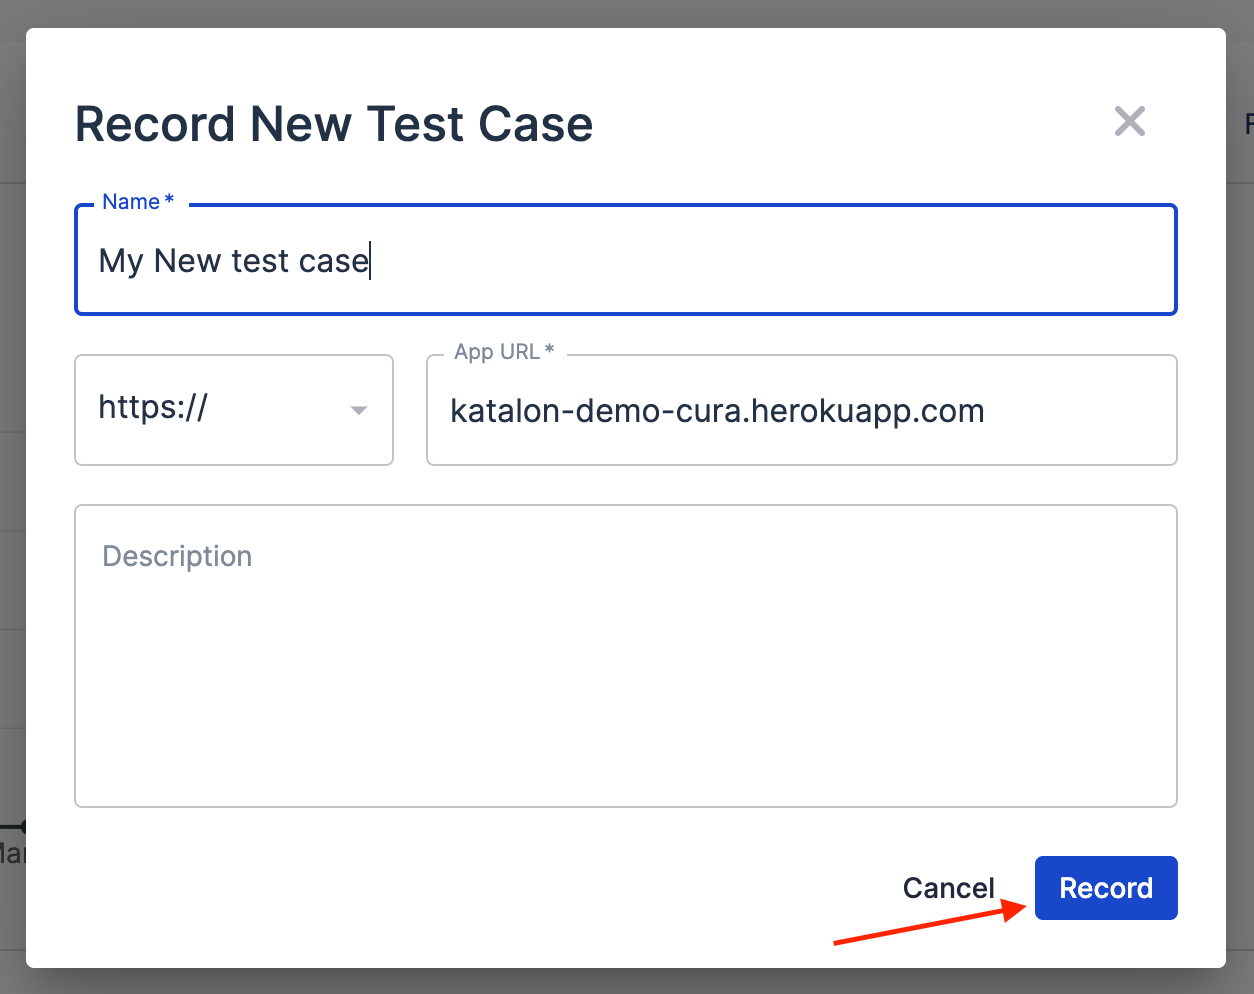 Record New Test Case
Name*
My New test case
https://
App URL*
katalon-demo-cura.herokuapp.com
Description
Cancel
Record